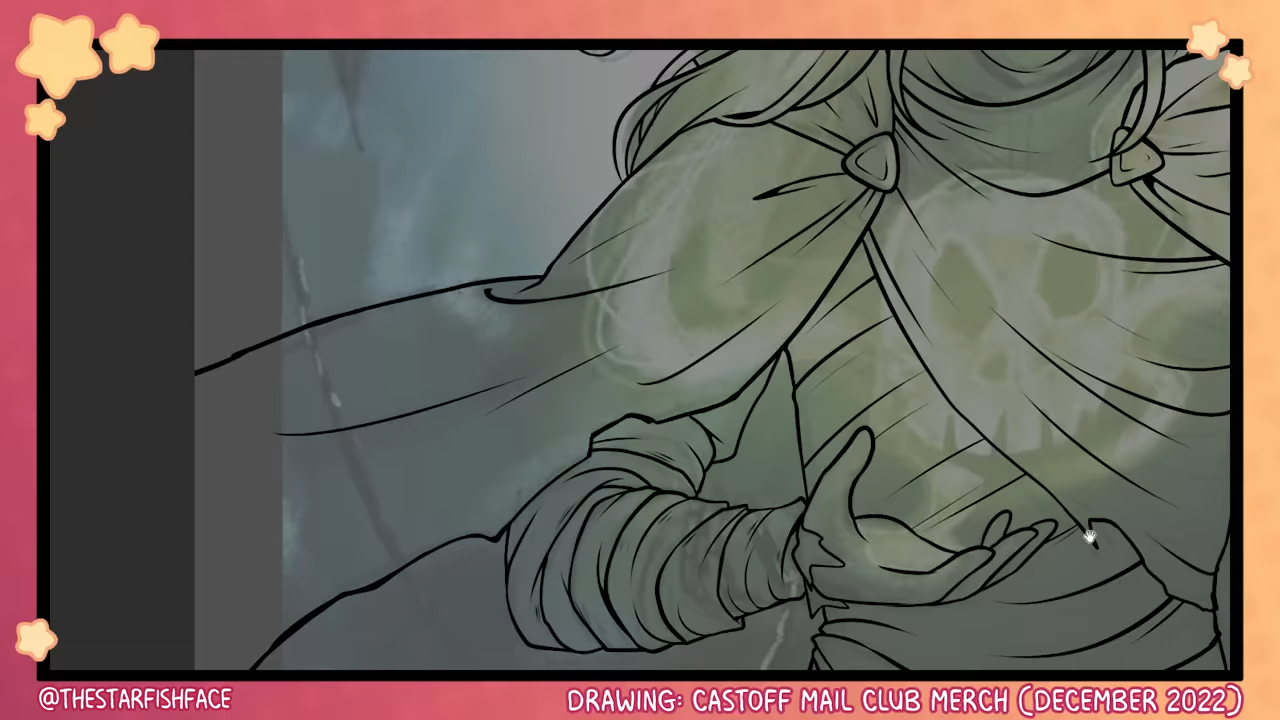 @THESTARFISHFACE
DRAWING: CASTOFF MAIL CLUB MERCH (DECEMBER 2022)